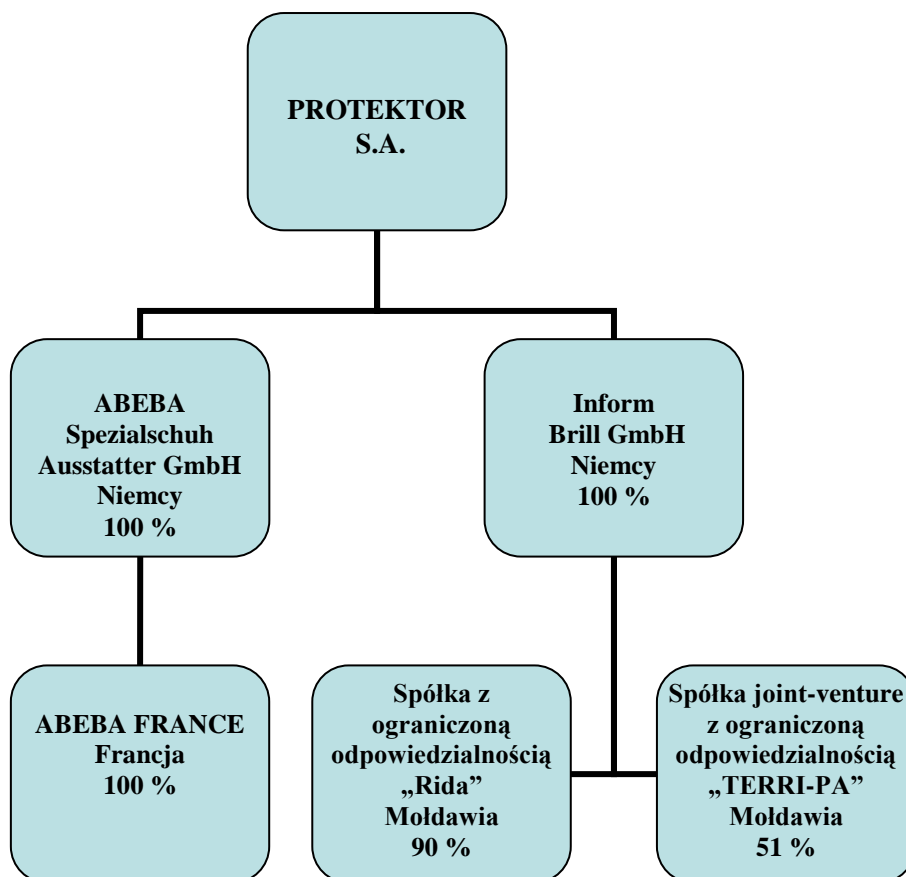 PROTEKTOR
S.A.
ABEBA
Spezialschuh
Ausstatter GmbH
Niemcy
100 %
Inform
Brill GmbH
Niemcy
100 %
ABEBA FRANCE
Francja
100 %
Spółka z
ograniczoną
odpowiedzialnością
„Rida”
Mołdawia
90 %
Spółka joint-venture
z ograniczoną
odpowiedzialnością
„TERRI-PA”
Mołdawia
51 %